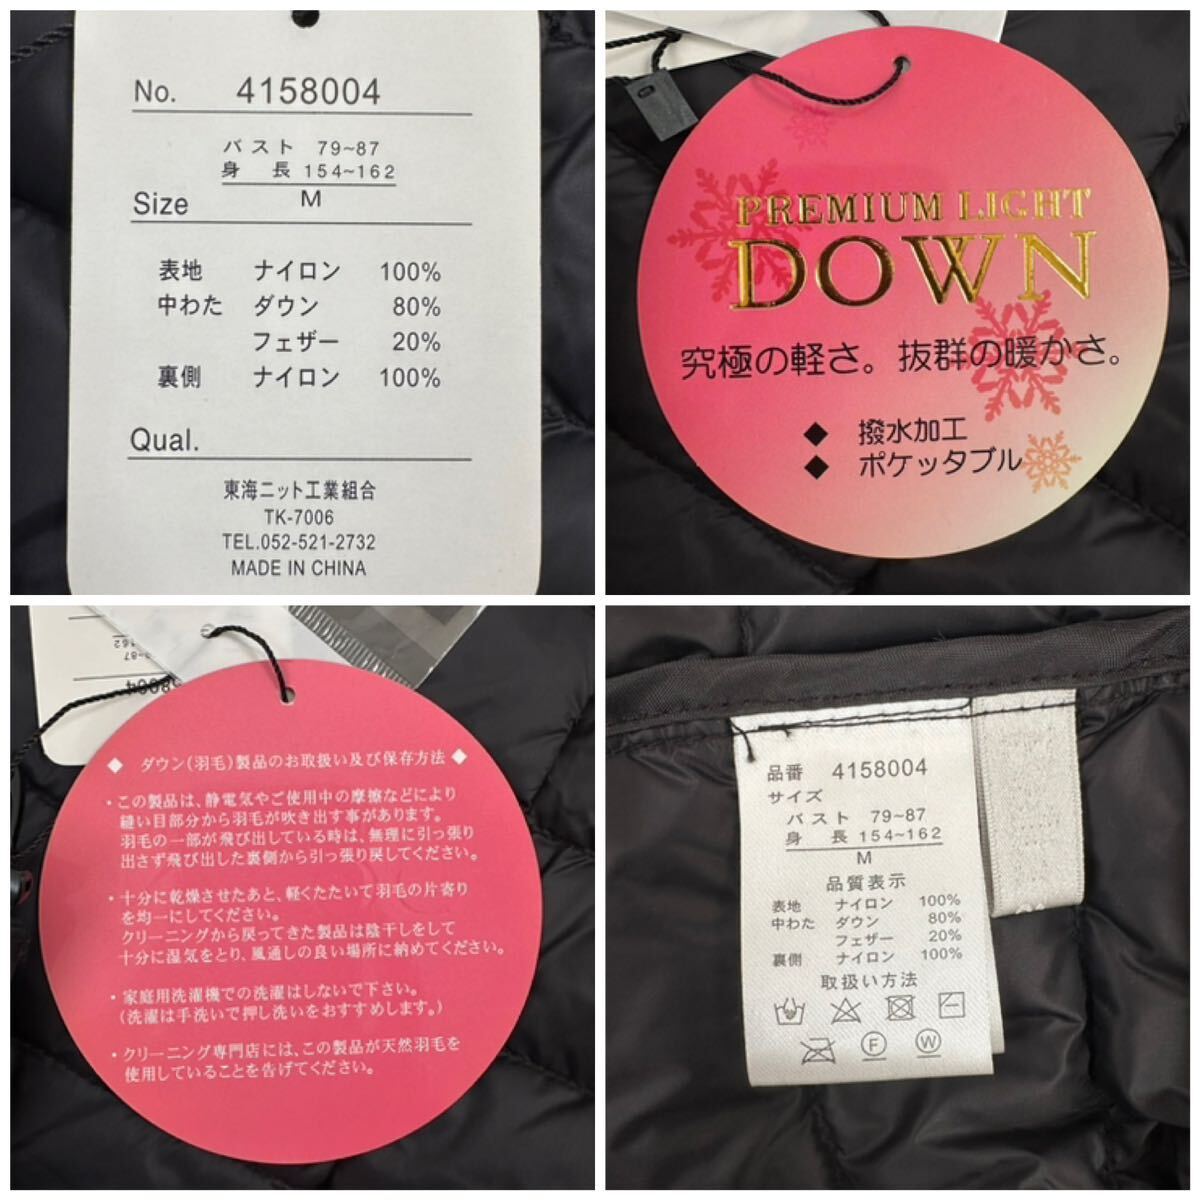 No. 4158004
バスト 79~87
身長 154~162
Size M
表地 ナイロン 100%
中わた ダウン 80%
フェザー 20%
裏側 ナイロン 100%
Qual.
東海ニット工業組合
TK-7006
TEL.052-521-2732
MADE IN CHINA
PREMIUM LIGHT
DOWN
究極の軽さ。抜群の暖かさ。
◆ 撥水加工
◆ ポケッタブル
◆ ダウン(羽毛)製品のお取扱い及び保存方法 ◆
・この製品は、静電気やご使用中の摩擦などにより
縫い目部分から羽毛が吹き出す事があります。
羽毛の一部が飛び出している時は、無理に引っ張り
出さず飛び出した裏側から引っ張り戻してください。
・十分に乾燥させたあと、軽くたたいて羽毛の片寄り
を均一にしてください。
クリーニングから戻ってきた製品は陰干しをして
十分に湿気をとり、風通しの良い場所に納めてください。
・家庭用洗濯機での洗濯はしないで下さい。
(洗濯は手洗いで押し洗いをおすすめします。)
・クリーニング専門店には、この製品が天然羽毛を
使用していることを告げてください。
品番 4158004
サイズ
バスト 79~87
身長 154~162
M
品質表示
表地 ナイロン 100%
中わた ダウン 80%
フェザー 20%
裏側 ナイロン 100%
取扱い方法
F W